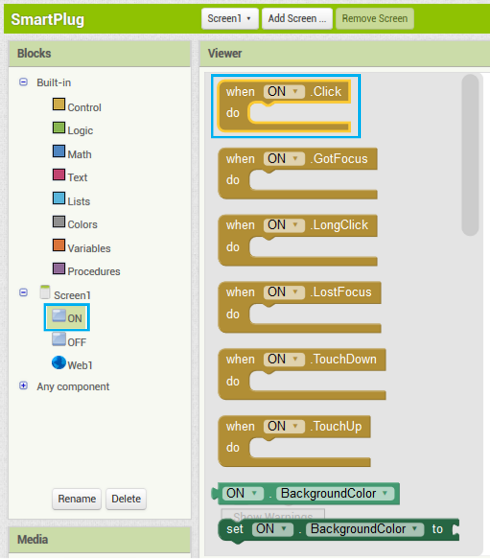 SmartPlug
Screen1 Add Screen ... Remove Screen
Blocks
Viewer
Built-in
Control
Logic
Math
Text
Lists
Colors
Variables
Procedures
Screen1
ON
OFF
Web1
Any component
Rename Delete
Media
when ON .Click
do
when ON .GotFocus
do
when ON .LongClick
do
when ON .LostFocus
do
when ON .TouchDown
do
when ON .TouchUp
do
ON . BackgroundColor
Show Warnings
set ON . BackgroundColor to